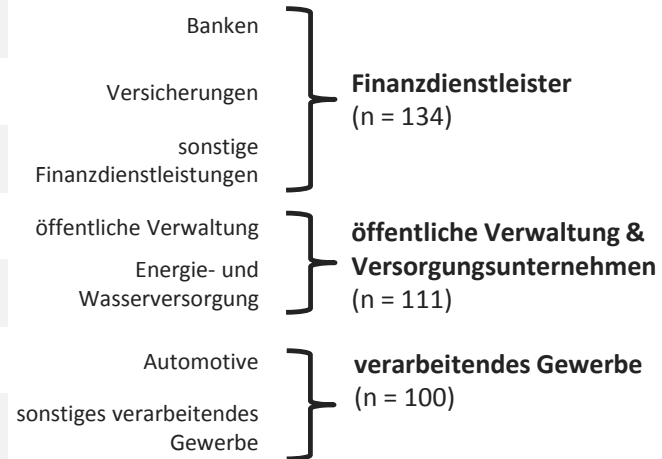 Banken
Versicherungen
sonstige
Finanzdienstleistungen
Finanzdienstleister
(n = 134)
öffentliche Verwaltung
Energie- und
Wasserversorgung
öffentliche Verwaltung &
Versorgungsunternehmen
(n = 111)
Automotive
sonstiges verarbeitendes
Gewerbe
verarbeitendes Gewerbe
(n = 100)